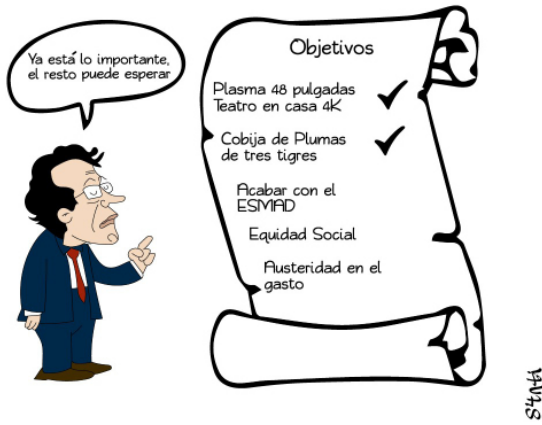 Ya está lo importante,
el resto puede esperar
Objetivos
Plasma 48 pulgadas
Teatro en casa 4K
Cobija de Plumas
de tres tigres
Acabar con el
ESMAD
Equidad Social
Austeridad en el
gasto